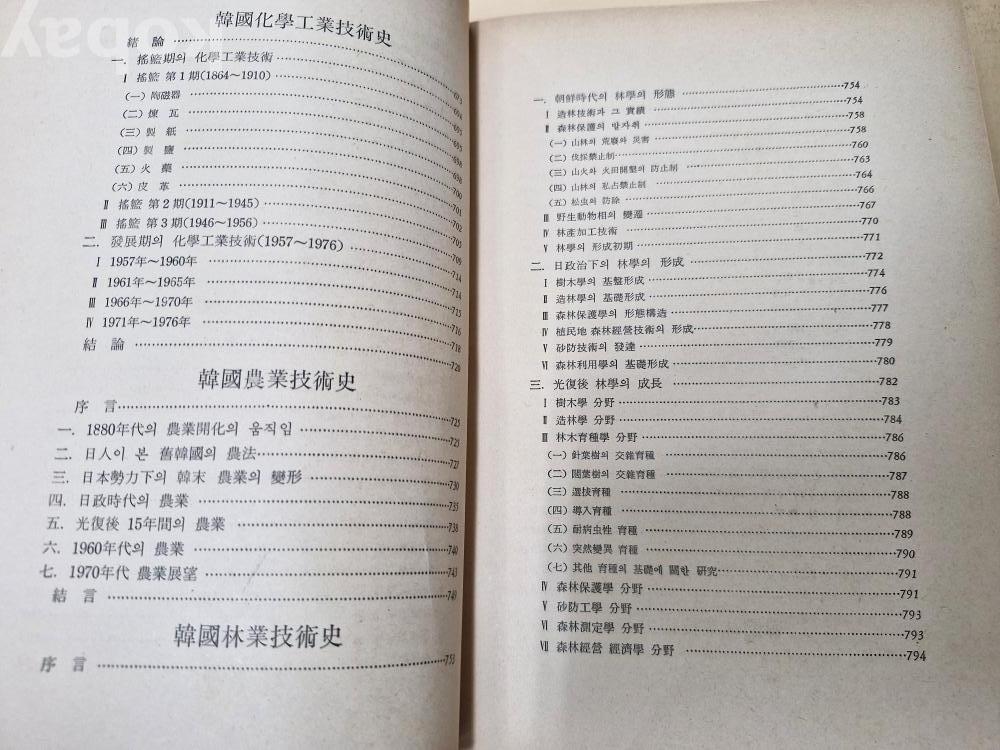 韓國化學工業技術史
緖 論
一. 搖籃期의 化學工業技術
Ⅰ 搖籃 第1期(1864～1910)
(一) 陶磁器
(二) 煉 瓦
(三) 製 紙
(四) 製 鹽 700
(五) 火 藥 701
(六) 皮 革 702
Ⅱ 搖籃 第2期(1911～1945) 705
Ⅲ 搖籃 第3期(1946～1956) 709
二. 發展期의 化學工業技術(1957～1976) 714
Ⅰ 1957年～1960年 714
Ⅱ 1961年～1965年 715
Ⅲ 1966年～1970年 716
Ⅳ 1971年～1976年 718
結 論 720
韓國農業技術史
序 言 725
一. 1880年代의 農業開化의 움직임 725
二. 日人이 본 舊韓國의 農法 727
三. 日本勢力下의 韓末 農業의 變形 730
四. 日政時代의 農業 735
五. 光復後 15年間의 農業 738
六. 1960年代의 農業 740
七. 1970年代 農業展望 743
結 言 749
韓國林業技術史
序 言 753
一. 朝鮮時代의 林學의 形態 754
Ⅰ 造林技術과 그 實績 754
Ⅱ 森林保護의 발자취 758
(一) 山林의 荒廢와 災害 758
(二) 伐採禁止制 760
(三) 山火와 火田開墾의 防止制 763
(四) 山林의 私占禁止制 764
(五) 松虫의 防除 766
Ⅲ 野生動物相의 變遷 767
Ⅳ 林產加工技術 770
Ⅴ 林學의 形成初期 771
二. 日政治下의 林學의 形成 772
Ⅰ 樹木學의 基盤形成 774
Ⅱ 造林學의 基礎形成 776
Ⅲ 森林保護學의 形態構造 777
Ⅳ 植民地 森林經營技術의 形成 778
Ⅴ 砂防技術의 發達 779
Ⅵ 森林利用學의 基礎形成 780
三. 光復後 林學의 成長 782
Ⅰ 樹木學 分野 783
Ⅱ 造林學 分野 784
Ⅲ 林木育種學 分野 786
(一) 針葉樹의 交雜育種 786
(二) 闊葉樹의 交雜育種 787
(三) 選拔育種 788
(四) 導入育種 788
(五) 耐病虫性 育種 789
(六) 突然變異 育種 790
(七) 其他 育種의 基礎에 關한 研究 791
Ⅳ 森林保護學 分野 791
Ⅴ 砂防工學 分野 793
Ⅵ 森林測定學 分野 793
Ⅶ 森林經營 經濟學 分野 794